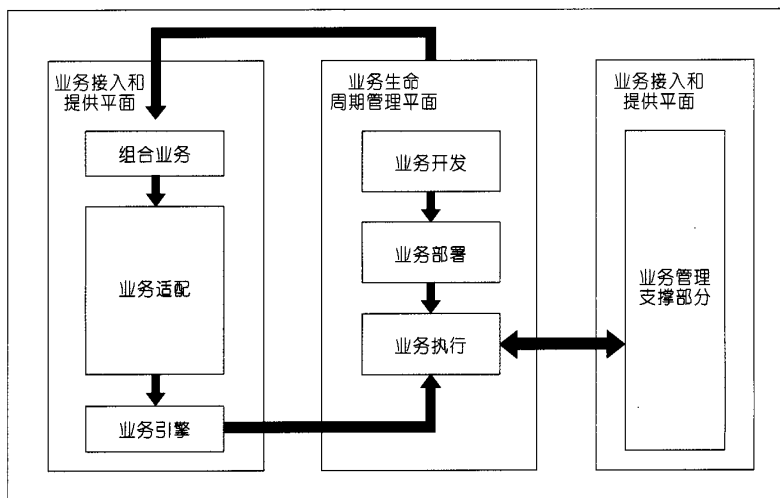 业务接入和
提供平面
组合业务
业务适配
业务引擎
业务生命
周期管理平面
业务开发
业务部署
业务执行
业务接入和
提供平面
业务管理
支撑部分